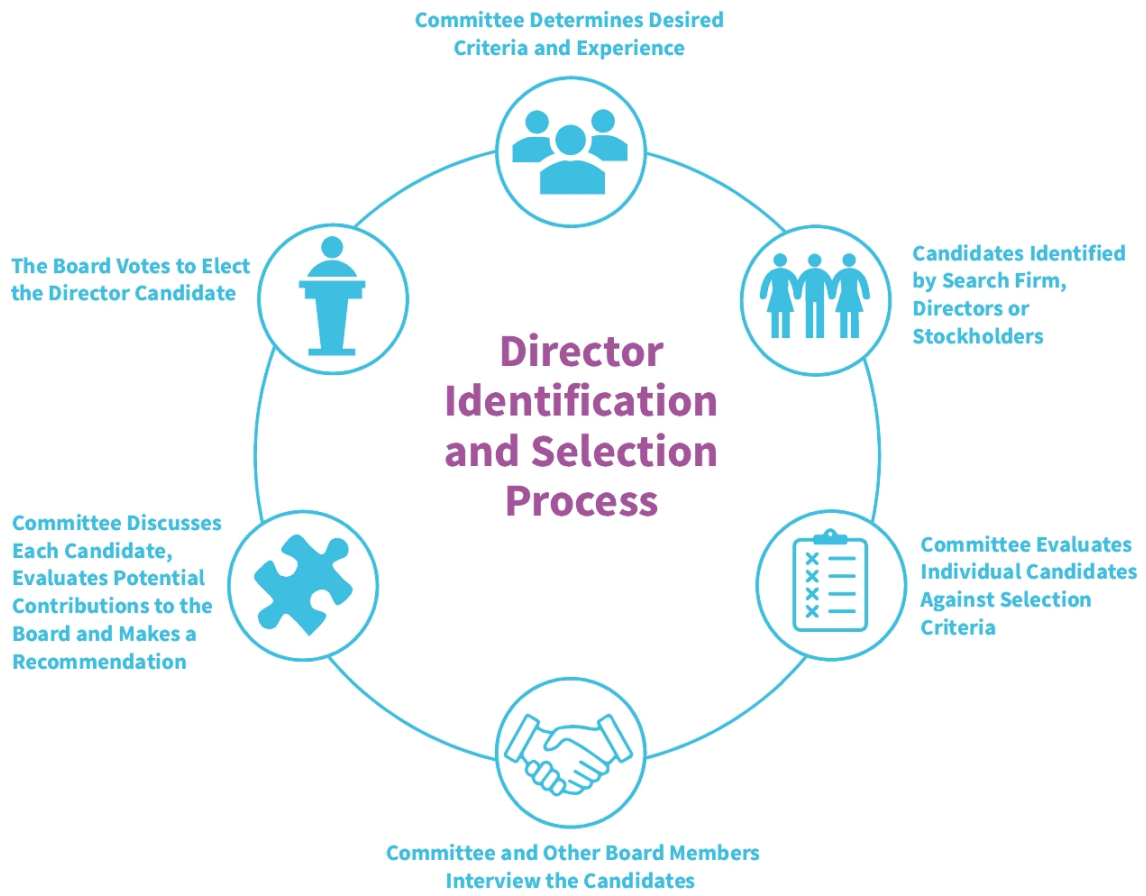 Committee Determines Desired
Criteria and Experience
Candidates Identified
by Search Firm,
Directors or
Stockholders
Committee Evaluates
Individual Candidates
Against Selection
Criteria
Committee and Other Board Members
Interview the Candidates
Committee Discusses
Each Candidate,
Evaluates Potential
Contributions to the
Board and Makes a
Recommendation
The Board Votes to Elect
the Director Candidate
Director
Identification
and Selection
Process